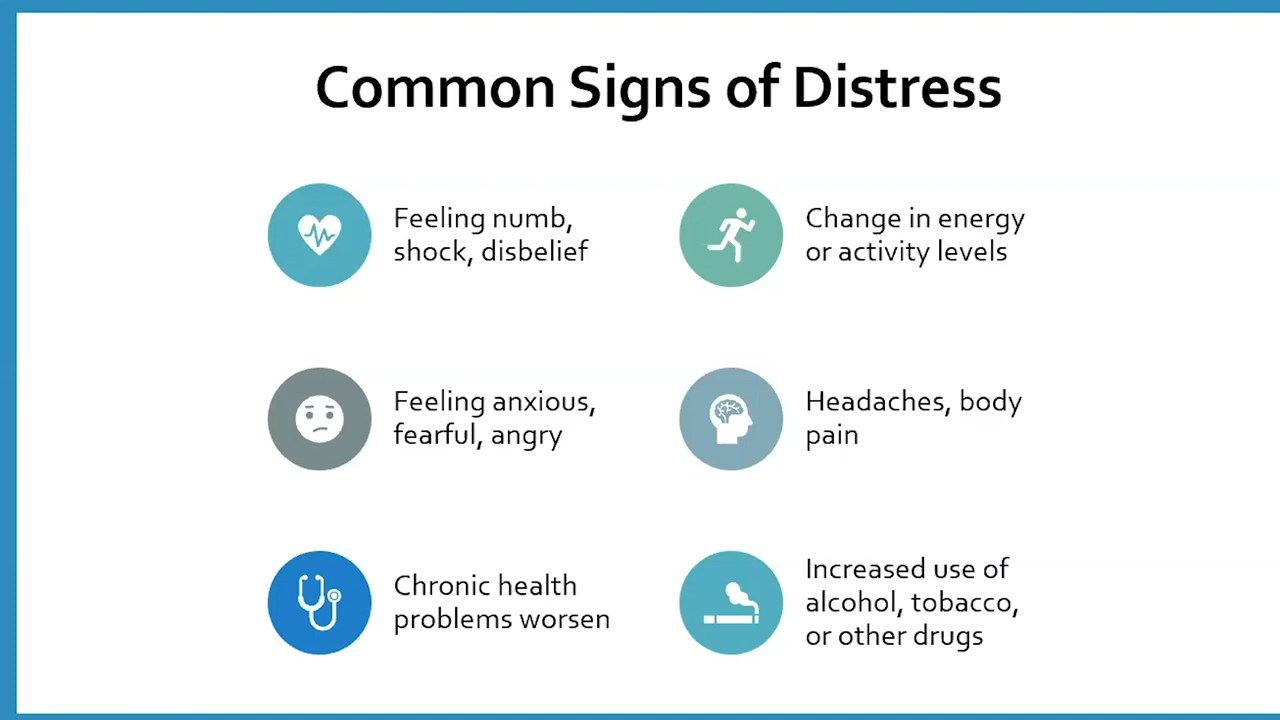 Common Signs of Distress
Feeling numb,
shock, disbelief
Change in energy
or activity levels
Feeling anxious,
fearful, angry
Headaches, body
pain
Chronic health
problems worsen
Increased use of
alcohol, tobacco,
or other drugs